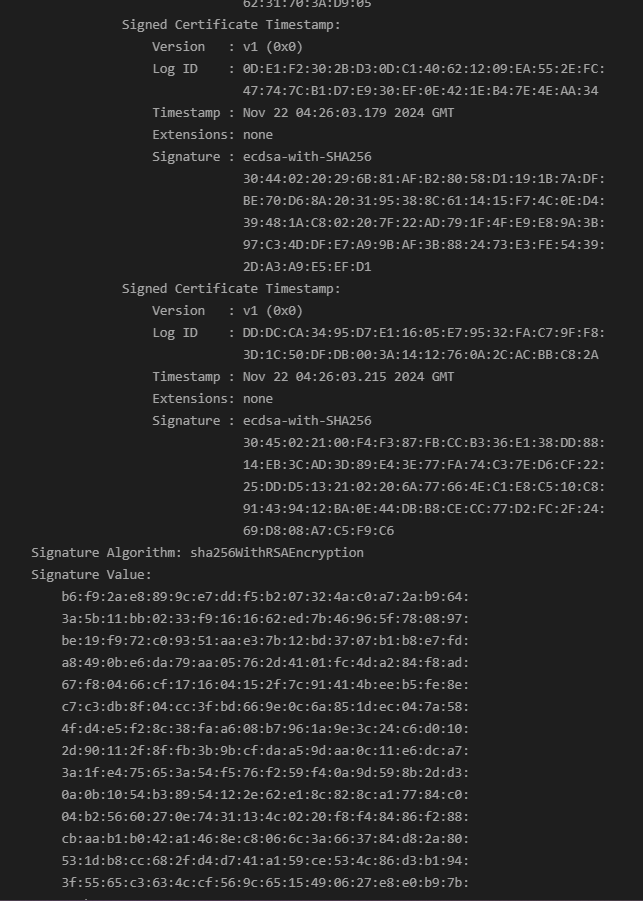 62:31:70:3A:D9:05
Signed Certificate Timestamp:
Version : v1 (0x0)
Log ID : 0D:E1:F2:30:2B:D3:0D:C1:40:62:12:09:EA:55:2E:FC:
47:74:7C:B1:D7:E9:30:EF:0E:42:1E:B4:7E:4E:AA:34
Timestamp : Nov 22 04:26:03.179 2024 GMT
Extensions: none
Signature : ecdsa-with-SHA256
30:44:02:20:29:6B:81:AF:B2:80:58:D1:19:1B:7A:DF:
BE:70:D6:8A:20:31:95:38:8C:61:14:15:F7:4C:0E:D4:
39:48:1A:C8:02:20:7F:22:AD:79:1F:4F:E9:E8:9A:3B:
97:C3:4D:DF:E7:A9:9B:AF:3B:88:24:73:E3:FE:54:39:
2D:A3:A9:E5:EF:D1
Signed Certificate Timestamp:
Version : v1 (0x0)
Log ID : DD:DC:CA:34:95:D7:E1:16:05:E7:95:32:FA:C7:9F:F8:
3D:1C:50:DF:DB:00:3A:14:12:76:0A:2C:AC:BB:C8:2A
Timestamp : Nov 22 04:26:03.215 2024 GMT
Extensions: none
Signature : ecdsa-with-SHA256
30:45:02:21:00:F4:F3:87:FB:CC:B3:36:E1:38:DD:88:
14:EB:3C:AD:3D:89:E4:3E:77:FA:74:C3:7E:D6:CF:22:
25:DD:D5:13:21:02:20:6A:77:66:4E:C1:E8:C5:10:C8:
91:43:94:12:BA:0E:44:DB:B8:CE:CC:77:D2:FC:2F:24:
69:D8:08:A7:C5:F9:C6
Signature Algorithm: sha256WithRSAEncryption
Signature Value:
b6:f9:2a:e8:89:9c:e7:dd:f5:b2:07:32:4a:c0:a7:2a:b9:64:
3a:5b:11:bb:02:33:f9:16:16:62:ed:7b:46:96:5f:78:08:97:
be:19:f9:72:c0:93:51:aa:e3:7b:12:bd:37:07:b1:b8:e7:fd:
a8:49:0b:e6:da:79:aa:05:76:2d:41:01:fc:4d:a2:84:f8:ad:
67:f8:04:66:cf:17:16:04:15:2f:7c:91:41:4b:ee:b5:fe:8e:
c7:c3:db:8f:04:cc:3f:bd:66:9e:0c:6a:85:1d:ec:04:7a:58:
4f:d4:e5:f2:8c:38:fa:a6:08:b7:96:1a:9e:3c:24:c6:d0:10:
2d:90:11:2f:8f:fb:3b:9b:cf:da:a5:9d:aa:0c:11:e6:dc:a7:
3a:1f:e4:75:65:3a:54:f5:76:f2:59:f4:0a:9d:59:8b:2d:d3:
0a:0b:10:54:b3:89:54:12:2e:62:e1:8c:82:8c:a1:77:84:c0:
04:b2:56:60:27:0e:74:31:13:4c:02:20:f8:f4:84:86:f2:88:
cb:aa:b1:b0:42:a1:46:8e:c8:06:6c:3a:66:37:84:d8:2a:80:
53:1d:b8:cc:68:2f:d4:d7:41:a1:59:ce:53:4c:86:d3:b1:94:
3f:55:65:c3:63:4c:cf:56:9c:65:15:49:06:27:e8:e0:b9:7b: